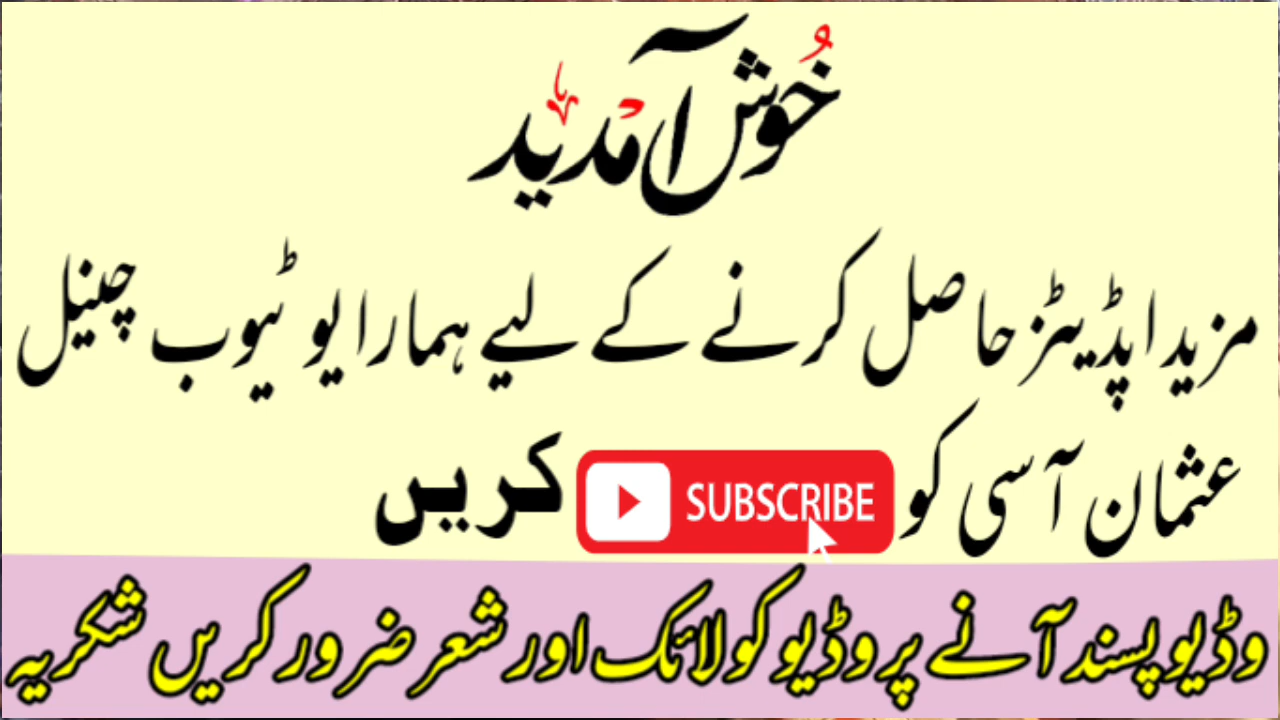 خُوش آمدید
مزید اپڈیٹز حاصل کرنے کے لیے ہمارا یو ٹیوب چینل
عثمان آسی کو SUBSCRIBE کریں
وڈیو پسند آنے پر وڈیو کو لائک اور شعر ضرور کریں شکریہ